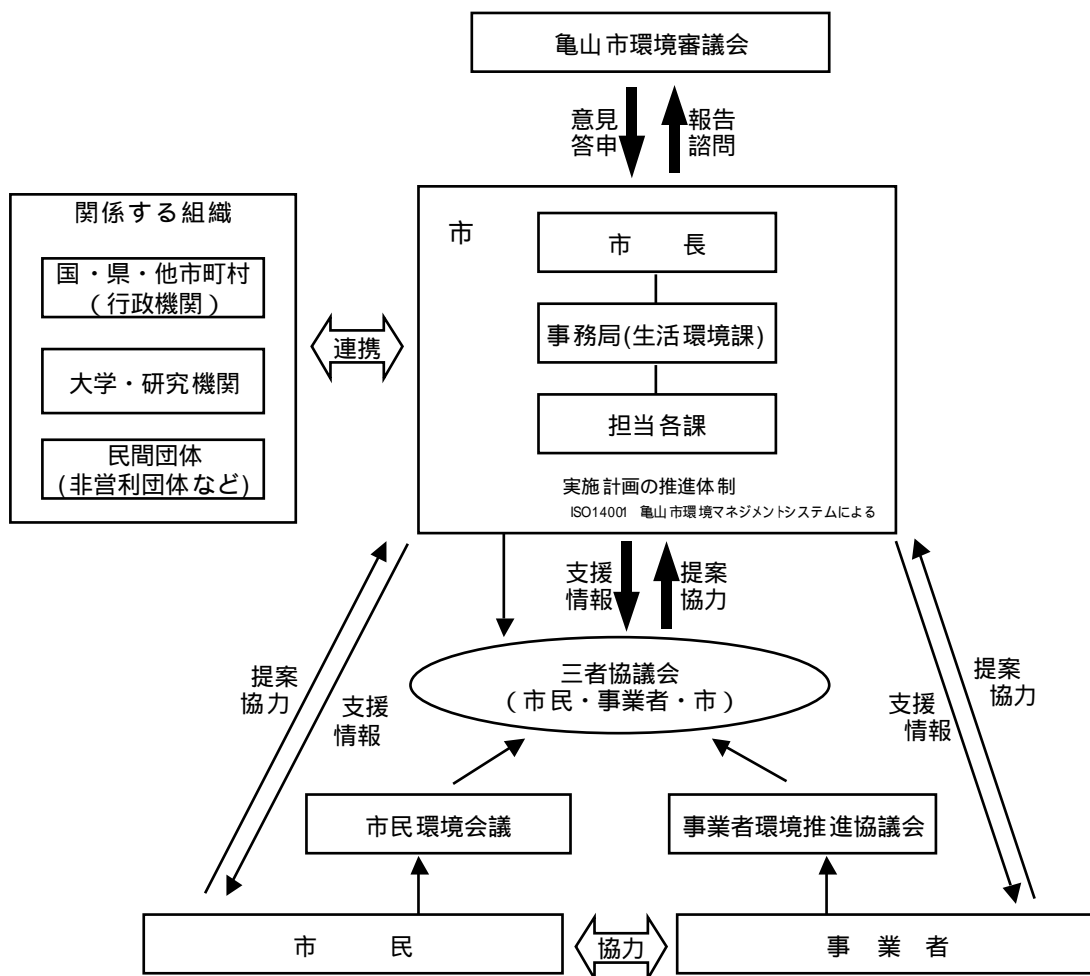 亀山市環境審議会
意見
答申
報告
諮問
関係する組織
国・県・他市町村
（行政機関）
大学・研究機関
民間団体
(非営利団体など)
連携
市
市　　長
事務局(生活環境課)
担当各課
実施計画の推進体制
ISO14001　亀山市環境マネジメントシステムによる
支援
情報
提案
協力
三者協議会
（市民・事業者・市）
提案
協力
支援
情報
支援
情報
提案
協力
市民環境会議
事業者環境推進協議会
市　　民
協力
事　業　者